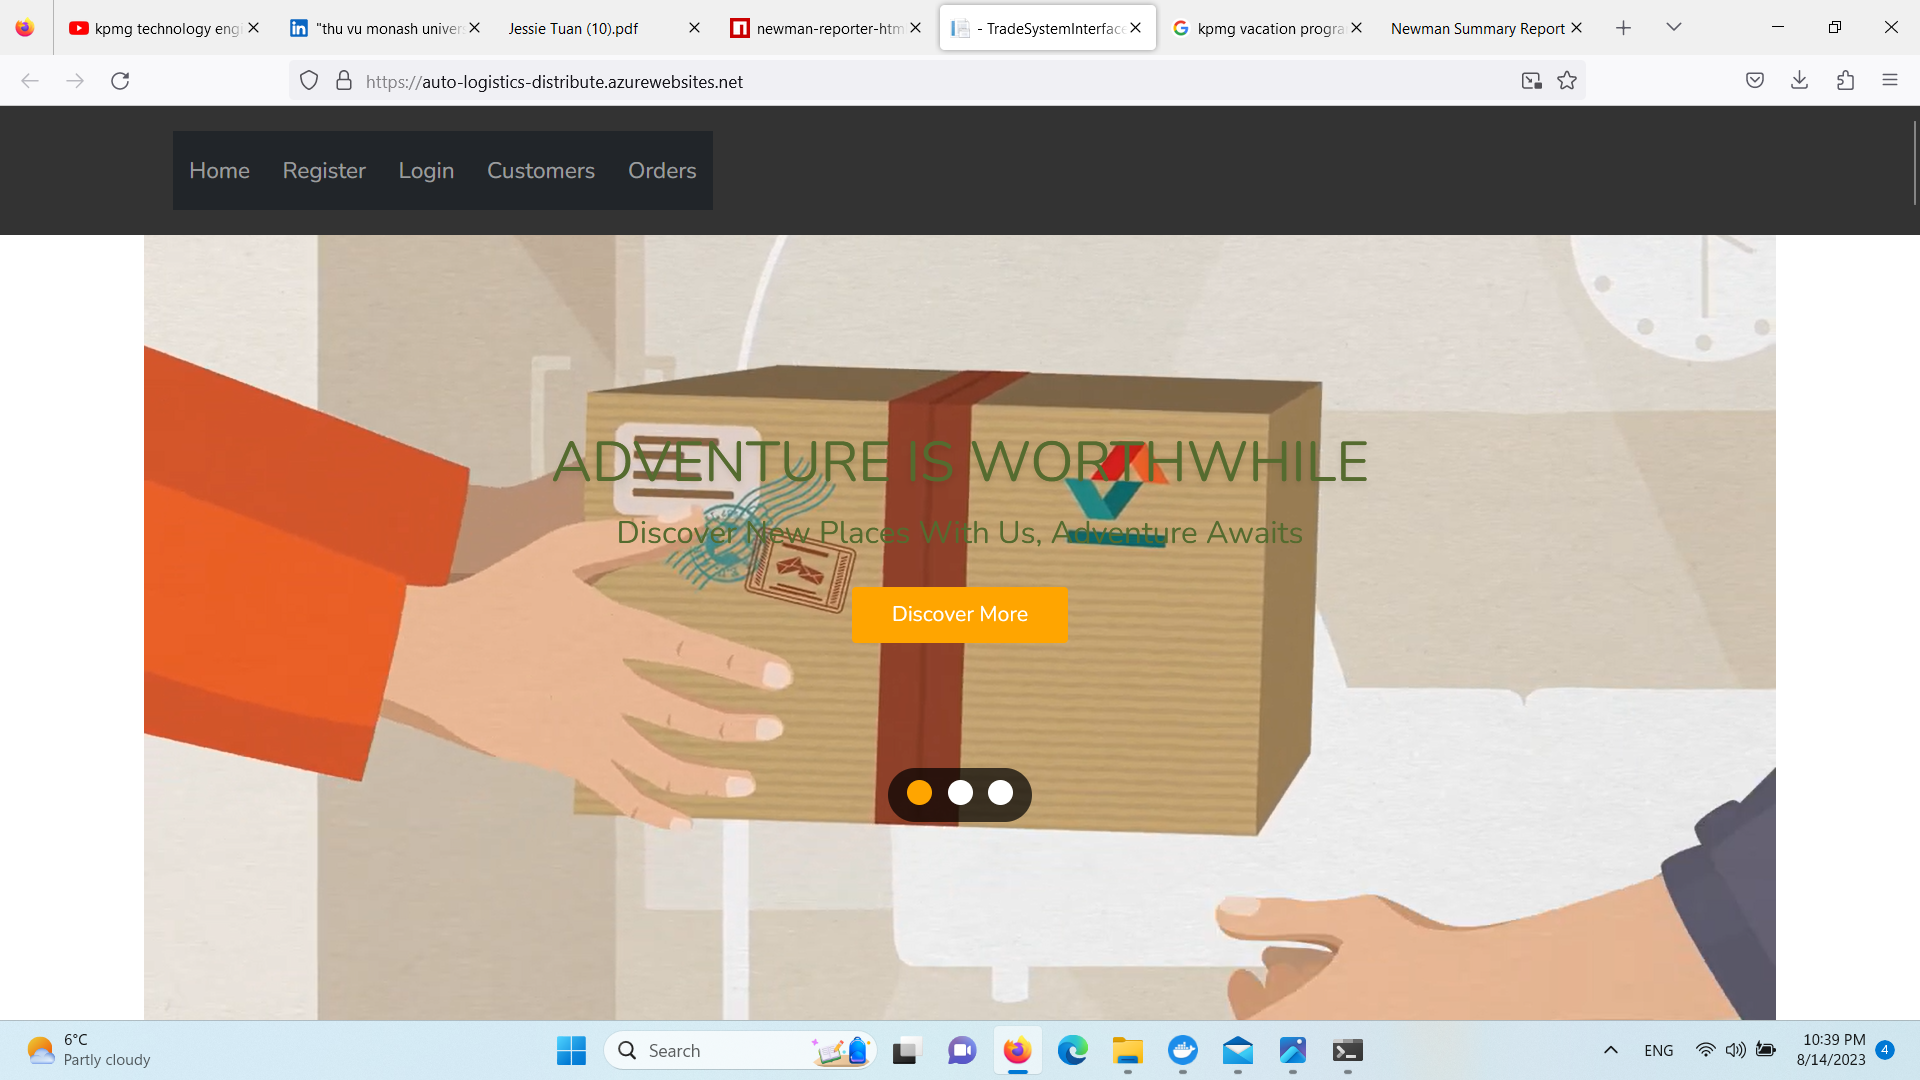 kpmg technology engi
"thu vu monash univers
Jessie Tuan (10).pdf
newman-reporter-htm
- TradeSystemInterface
kpmg vacation progra
Newman Summary Report
https://auto-logistics-distribute.azurewebsites.net
Home Register Login Customers Orders
ADVENTURE IS WORTHWHILE
Discover New Places With Us, Adventure Awaits
Discover More
6°C
Partly cloudy
Search
ENG
10:39 PM
8/14/2023
4